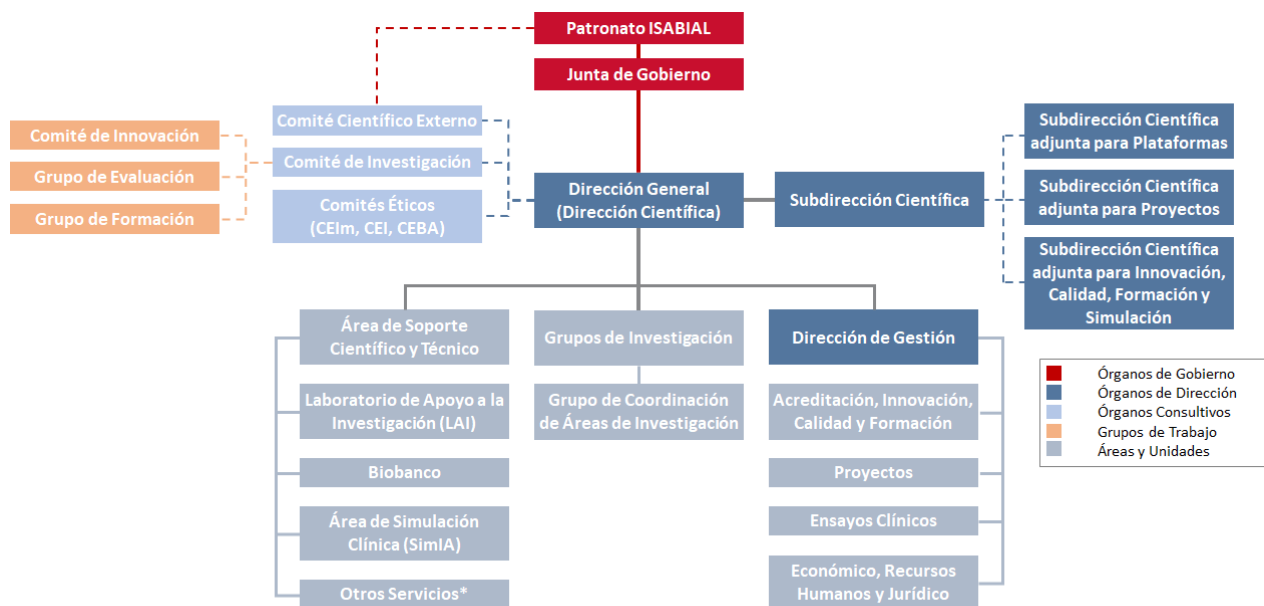 Patronato ISABIAL
Junta de Gobierno
Comité Científico Externo
Comité de Investigación
Comités Éticos
(CEIm, CEI, CEBA)
Comité de Innovación
Grupo de Evaluación
Grupo de Formación
Dirección General
(Dirección Científica)
Subdirección Científica
Subdirección Científica
adjunta para Plataformas
Subdirección Científica
adjunta para Proyectos
Subdirección Científica
adjunta para Innovación,
Calidad, Formación y
Simulación
Área de Soporte
Científico y Técnico
Laboratorio de Apoyo a la
Investigación (LAI)
Biobanco
Área de Simulación
Clínica (SimIA)
Otros Servicios*
Grupos de Investigación
Grupo de Coordinación
de Áreas de Investigación
Dirección de Gestión
Acreditación, Innovación,
Calidad y Formación
Proyectos
Ensayos Clínicos
Económico, Recursos
Humanos y Jurídico
Órganos de Gobierno
Órganos de Dirección
Órganos Consultivos
Grupos de Trabajo
Áreas y Unidades